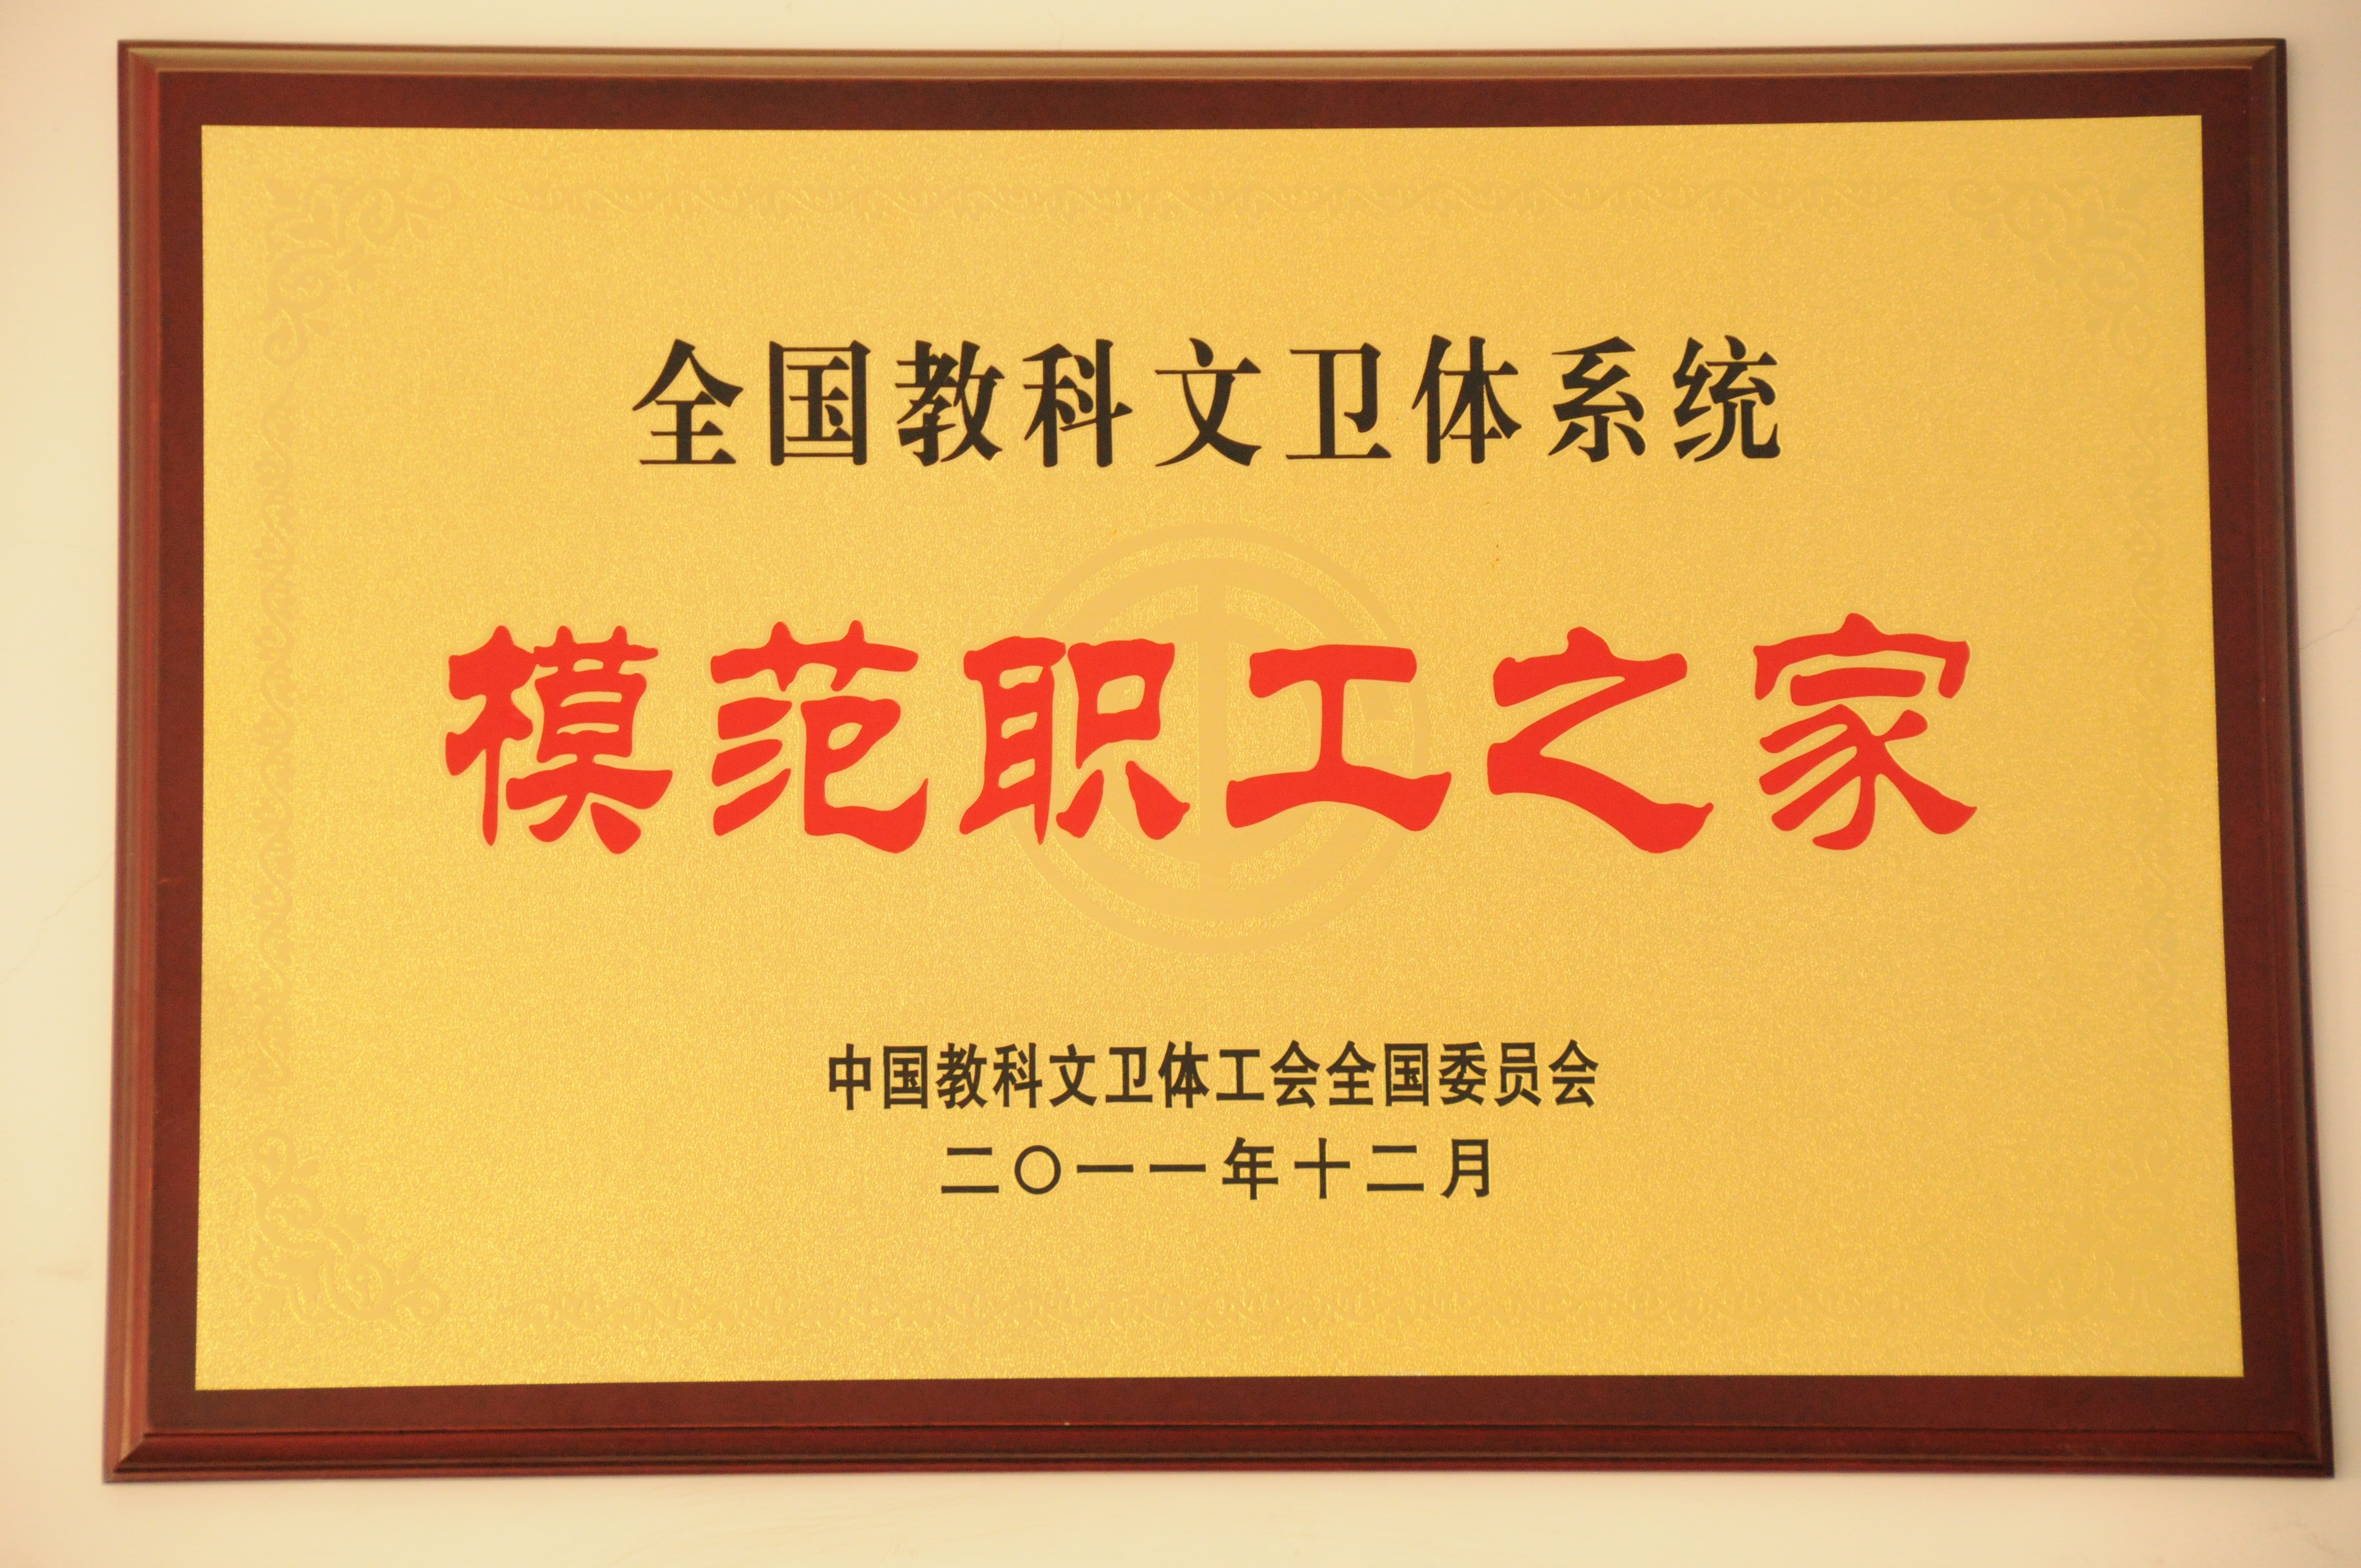 全国教科文卫体系统
模范职工之家
中国教科文卫体工会全国委员会
二〇一一年十二月